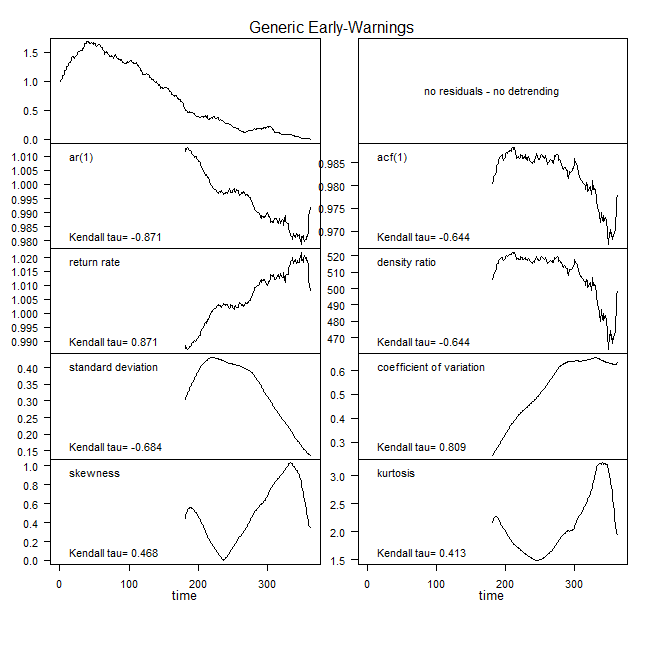 Generic Early-Warnings
1.5
1.0
0.5
0.0
no residuals - no detrending
ar(1)
1.010
1.005
1.000
0.995
0.990
0.985
0.980
Kendall tau= -0.871
acf(1)
0.985
0.980
0.975
0.970
Kendall tau= -0.644
return rate
1.020
1.015
1.010
1.005
1.000
0.995
0.990
Kendall tau= 0.871
density ratio
520
510
500
490
480
470
Kendall tau= -0.644
standard deviation
0.40
0.35
0.30
0.25
0.20
0.15
Kendall tau= -0.684
coefficient of variation
0.6
0.5
0.4
0.3
Kendall tau= 0.809
skewness
1.0
0.8
0.6
0.4
0.2
0.0
Kendall tau= 0.468
kurtosis
3.0
2.5
2.0
1.5
Kendall tau= 0.413
0 100 200 300
time
0 100 200 300
time